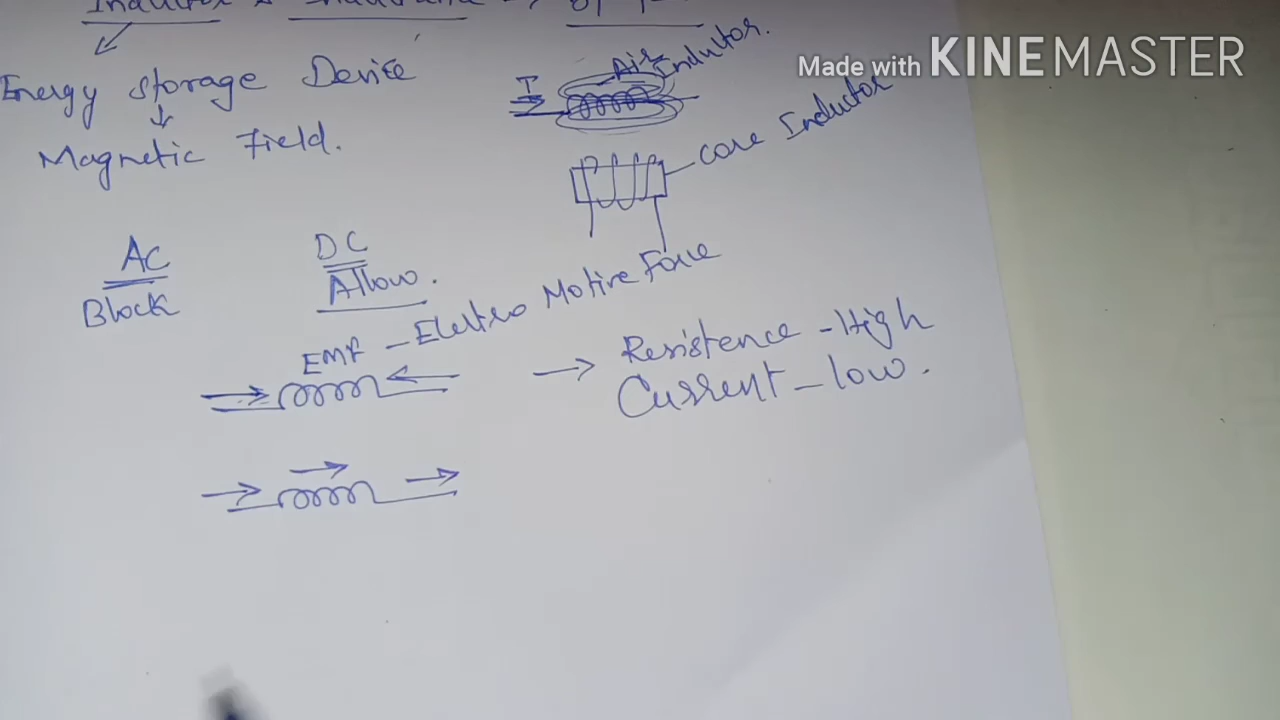 Inductor
Energy storage Device
Magnetic Field.
I
Air Inductor.
core Inductor
AC
Block
DC
Allow.
EMF - Electro Motive Force
Resistence - High
Current - low.
Made with KINEMASTER